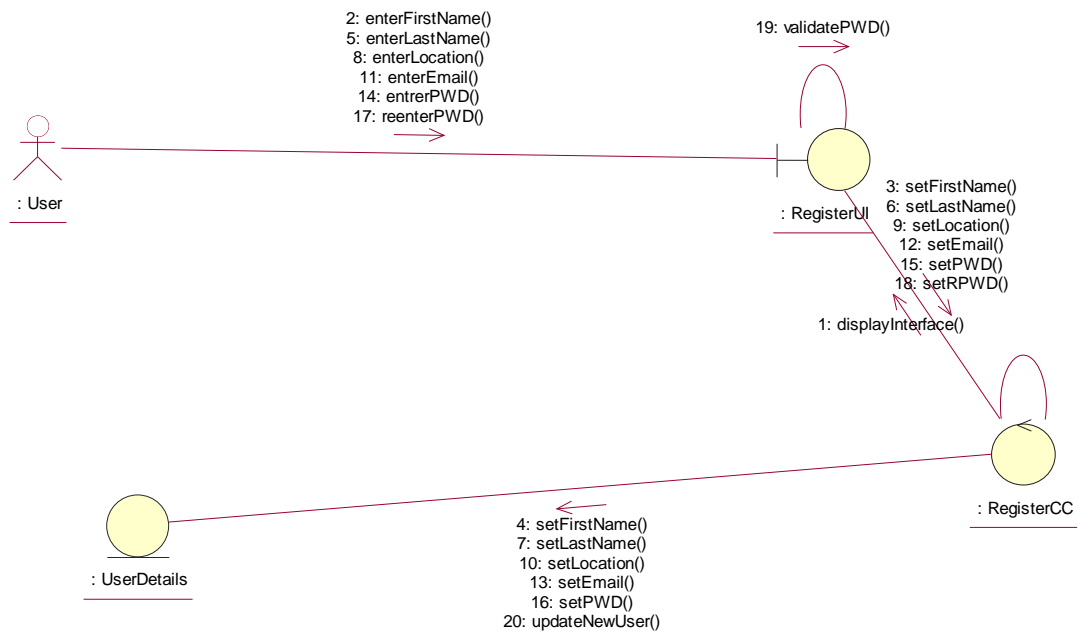 2: enterFirstName()
5: enterLastName()
8: enterLocation()
11: enterEmail()
14: entrerPWD()
17: reenterPWD()
19: validatePWD()
: User
: RegisterUI
3: setFirstName()
6: setLastName()
9: setLocation()
12: setEmail()
15: setPWD()
18: setRPWD()
1: displayInterface()
: RegisterCC
4: setFirstName()
7: setLastName()
10: setLocation()
13: setEmail()
16: setPWD()
20: updateNewUser()
: UserDetails